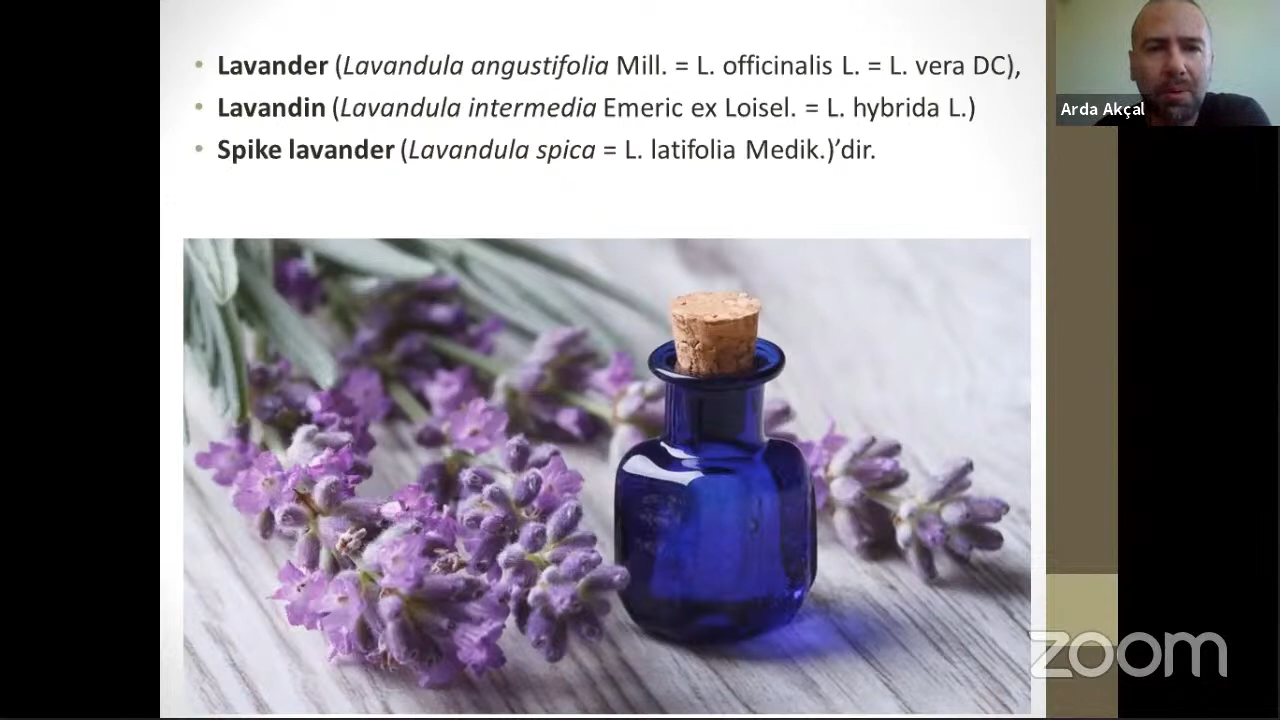 • Lavander (Lavandula angustifolia Mill. = L. officinalis L. = L. vera DC),
• Lavandin (Lavandula intermedia Emeric ex Loisel. = L. hybrida L.)
• Spike lavander (Lavandula spica = L. latifolia Medik.)’dir.
Arda Akçal
zoom